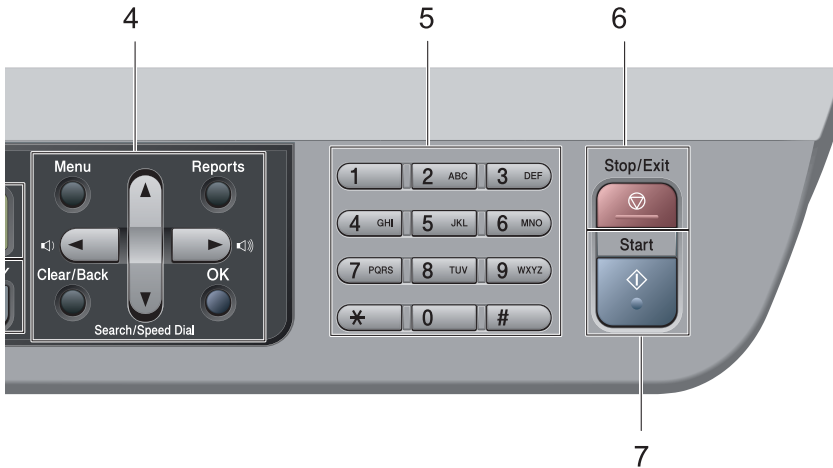 4 5 6
Menu Reports
Clear/Back OK
Search/Speed Dial
1 2 ABC 3 DEF
4 GHI 5 JKL 6 MNO
7 PQRS 8 TUV 9 WXYZ
* 0 #
Stop/Exit
Start
7